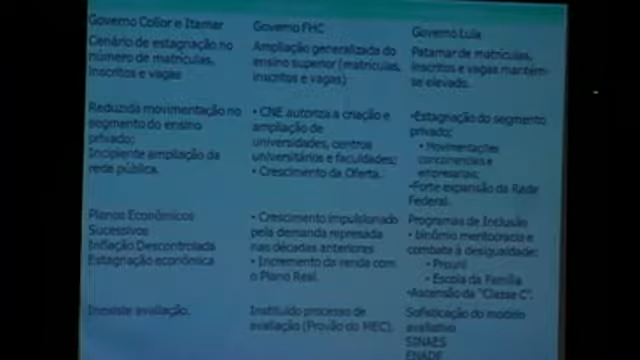 Governo Collor e Itamar
Cenário de estagnação no
número de matrículas,
inscritos e vagas
Reduzida movimentação no
segmento do ensino
privado;
Incipiente ampliação da
rede pública.
Planos Econômicos
Sucessivos
Inflação Descontrolada
Estagnação econômica
Inexiste avaliação.
Governo FHC
Ampliação generalizada do
ensino superior (matrículas,
inscritos e vagas)
• CNE autoriza a criação e
ampliação de
universidades, centros
universitários e faculdades;
• Crescimento da Oferta.
• Crescimento impulsionado
pela demanda represada
nas décadas anteriores
• Incremento da renda com
o Plano Real.
Instituído processo de
avaliação (Provão do MEC).
Governo Lula
Patamar de matrículas,
inscritos e vagas mantém-
se elevado.
•Estagnação do segmento
privado;
• Movimentações
concorrenciais e
empresariais;
•Forte expansão da Rede
Federal.
Programas de Inclusão
• binômio meritocracia e
combate à desigualdade:
• Prouni
• Escola da Família
•Ascensão da "Classe C".
Sofisticação do modelo
avaliativo
SINAES
ENADE